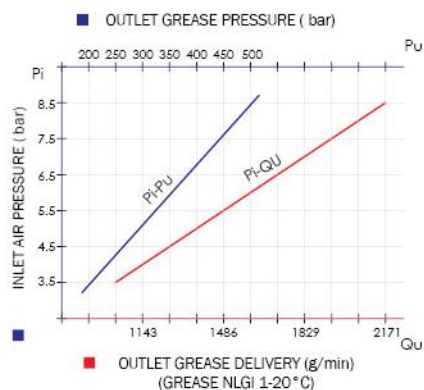 OUTLET GREASE PRESSURE ( bar)
200 250 300 350 400 450 500 Pu
Pi
8.5
7.5
6.5
5.5
4.5
3.5
INLET AIR PRESSURE ( bar)
Pi-PU
Pi-QU
1143 1486 1829 2171
Qu
OUTLET GREASE DELIVERY (g/min)
(GREASE NLGI 1-20°C)